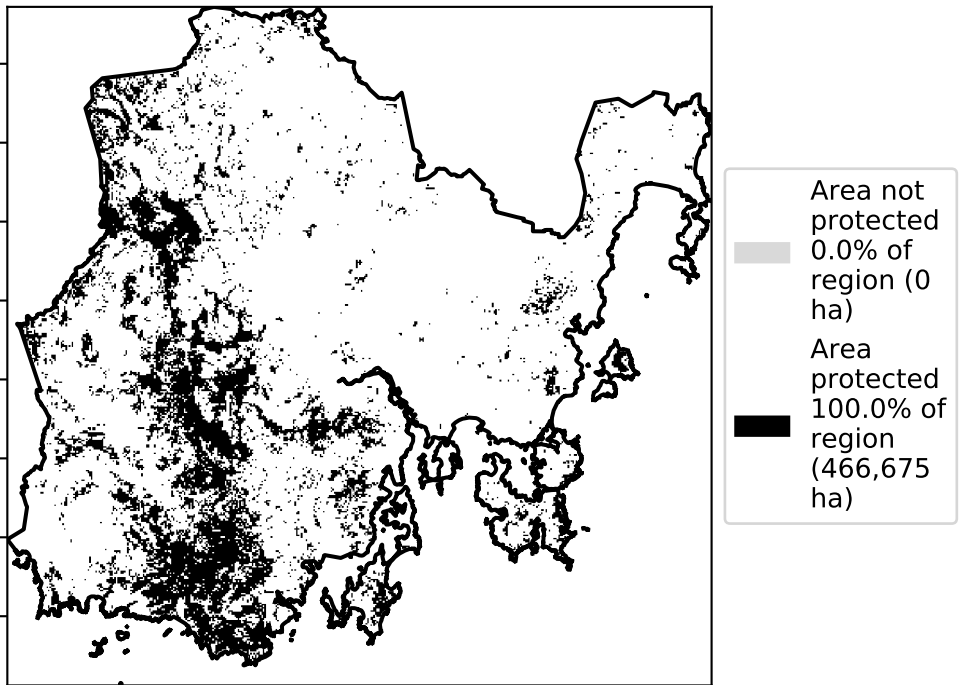 Area not
protected
0.0% of
region (0
ha)
Area
protected
100.0% of
region
(466,675
ha)